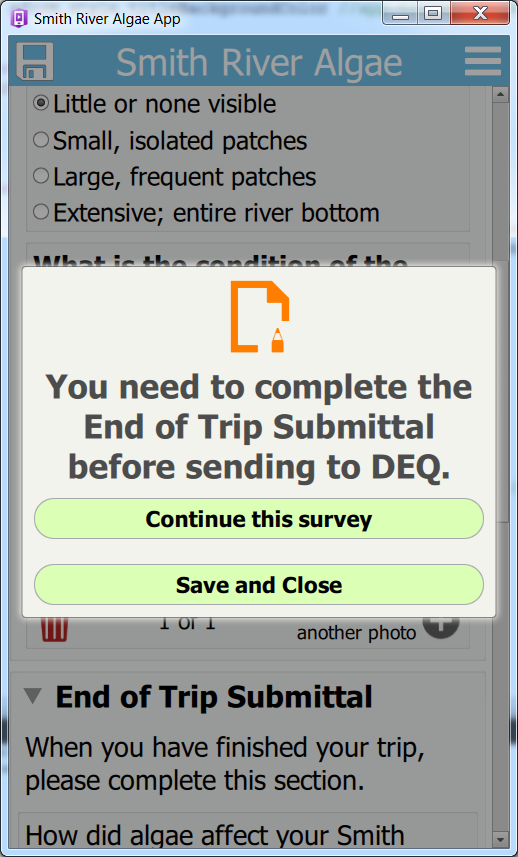 Smith River Algae App
Smith River Algae
Little or none visible
Small, isolated patches
Large, frequent patches
Extensive; entire river bottom
What is the condition of the
You need to complete the
End of Trip Submittal
before sending to DEQ.
Continue this survey
Save and Close
1 of 1
another photo
End of Trip Submittal
When you have finished your trip,
please complete this section.
How did algae affect your Smith